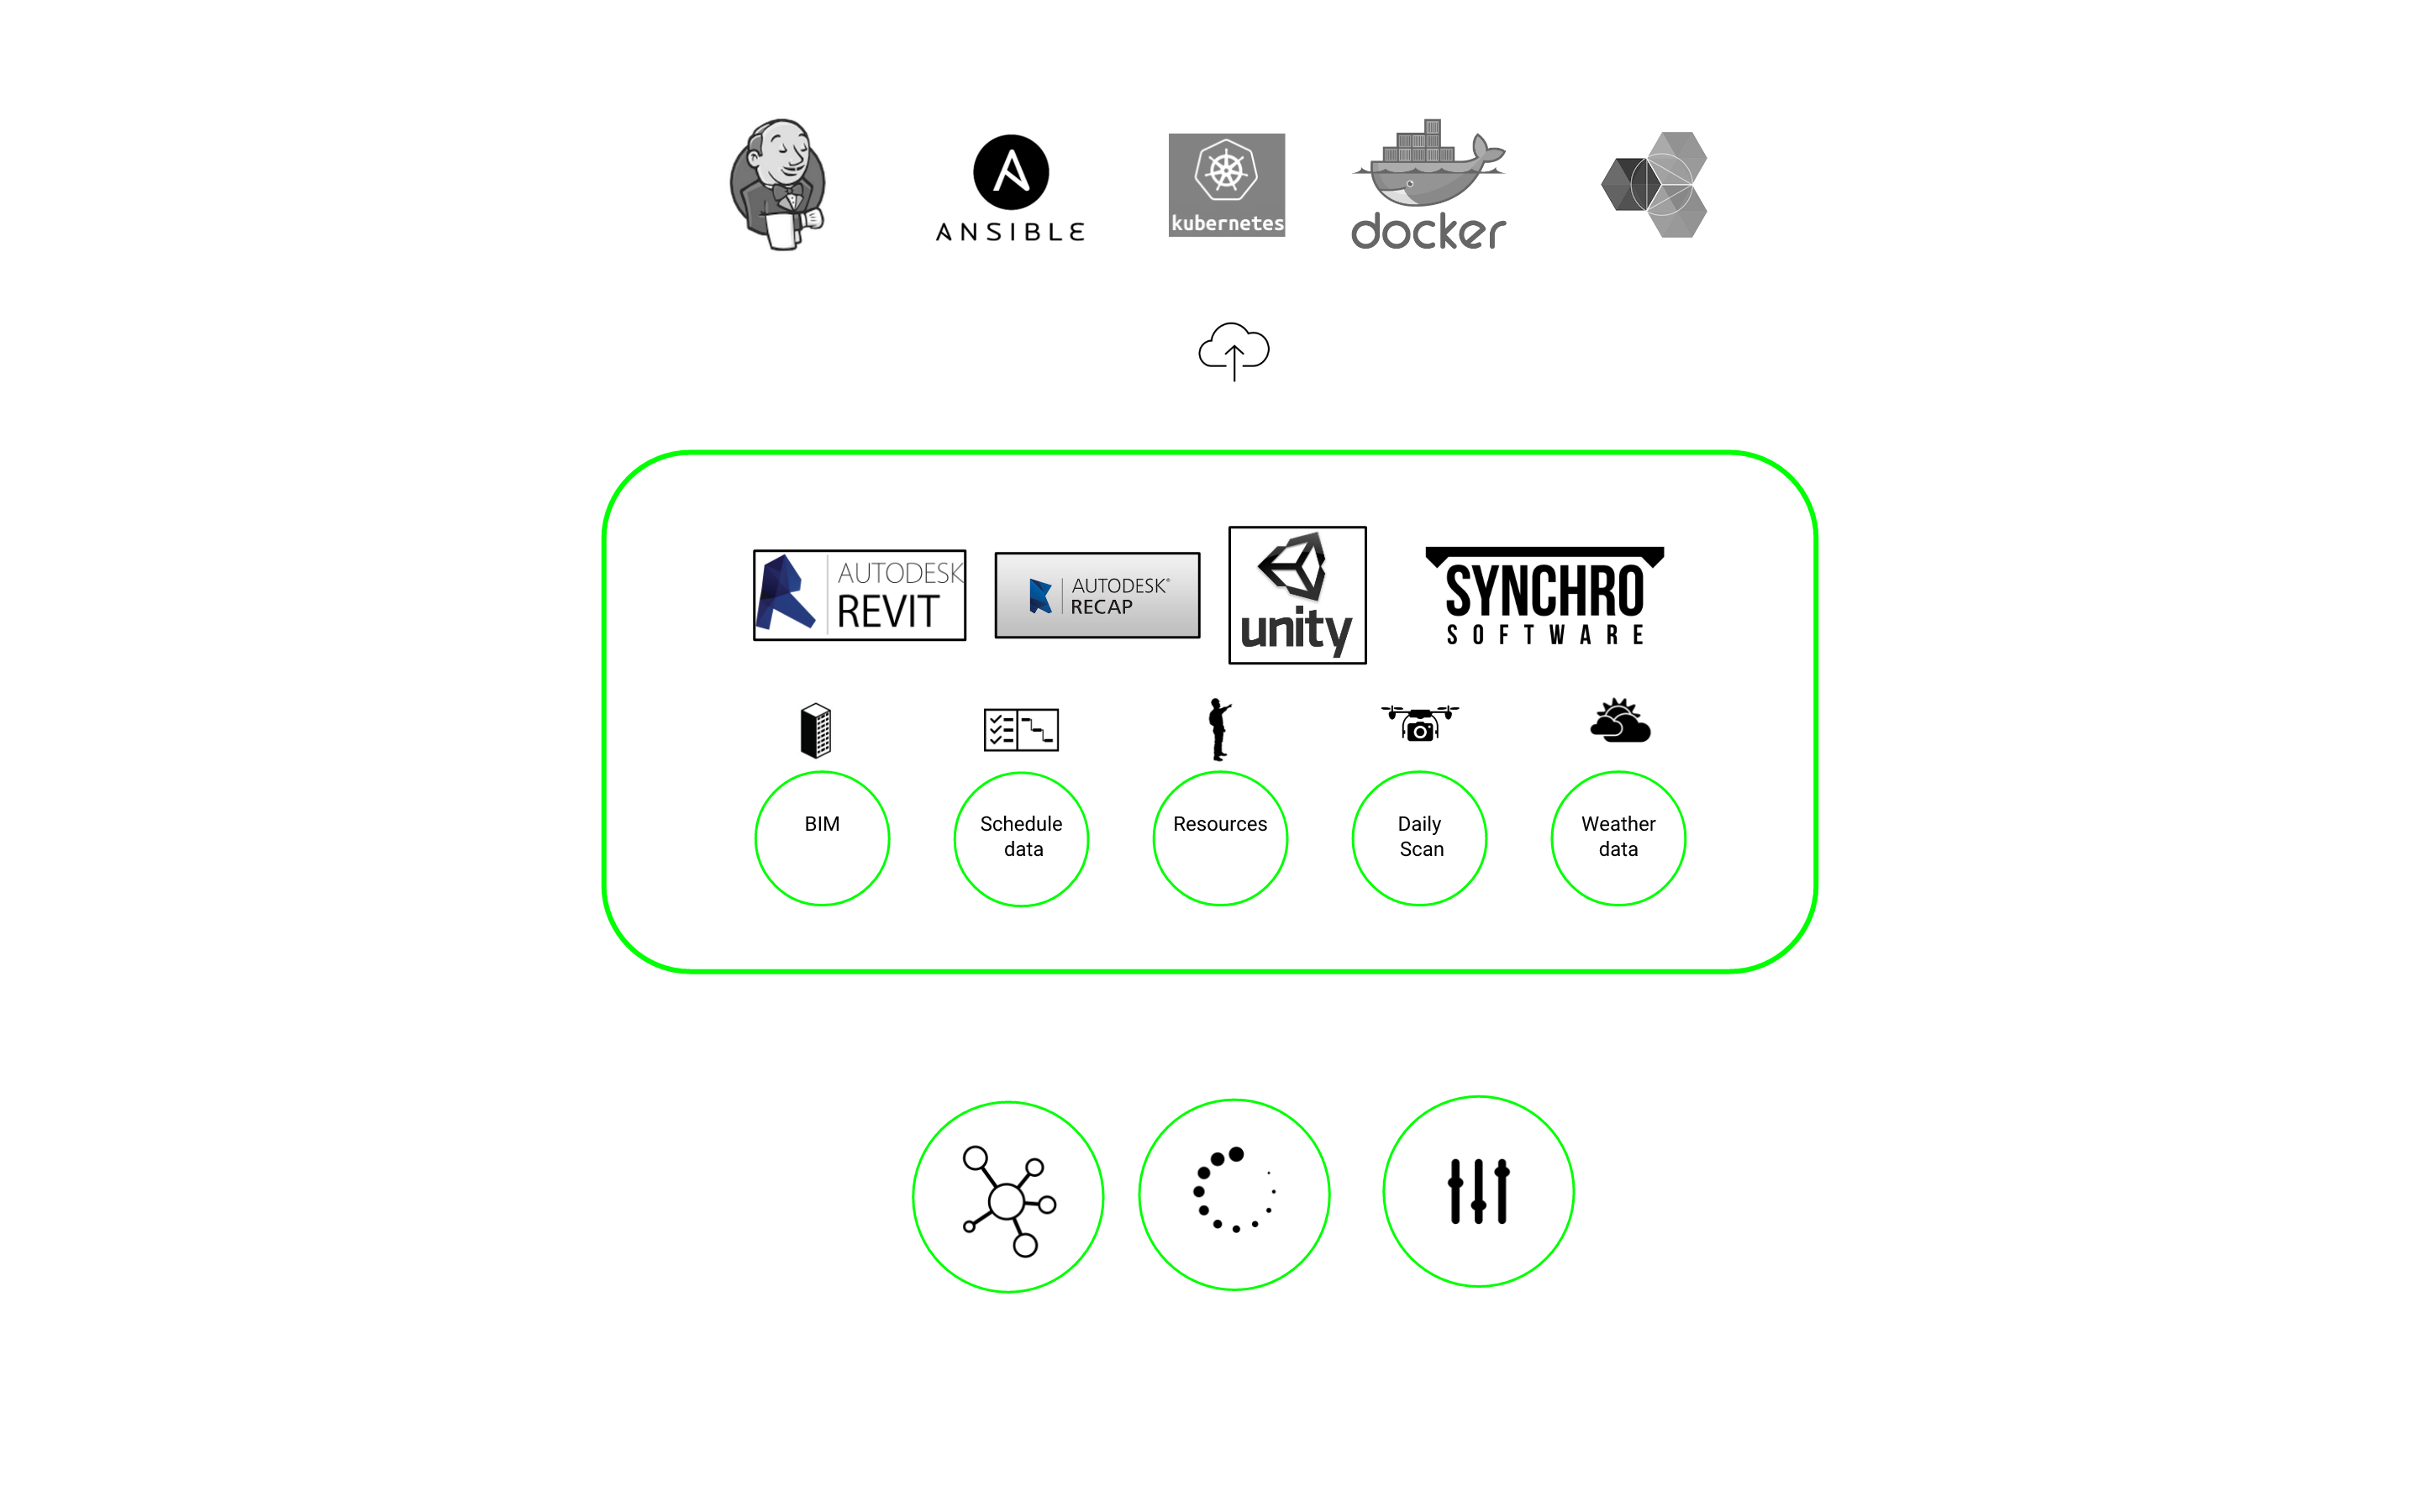 ANSIBLE
kubernetes
docker
AUTODESK
REVIT
AUTODESK®
RECAP
unity
SYNCHRO
SOFTWARE
BIM
Schedule
data
Resources
Daily
Scan
Weather
data